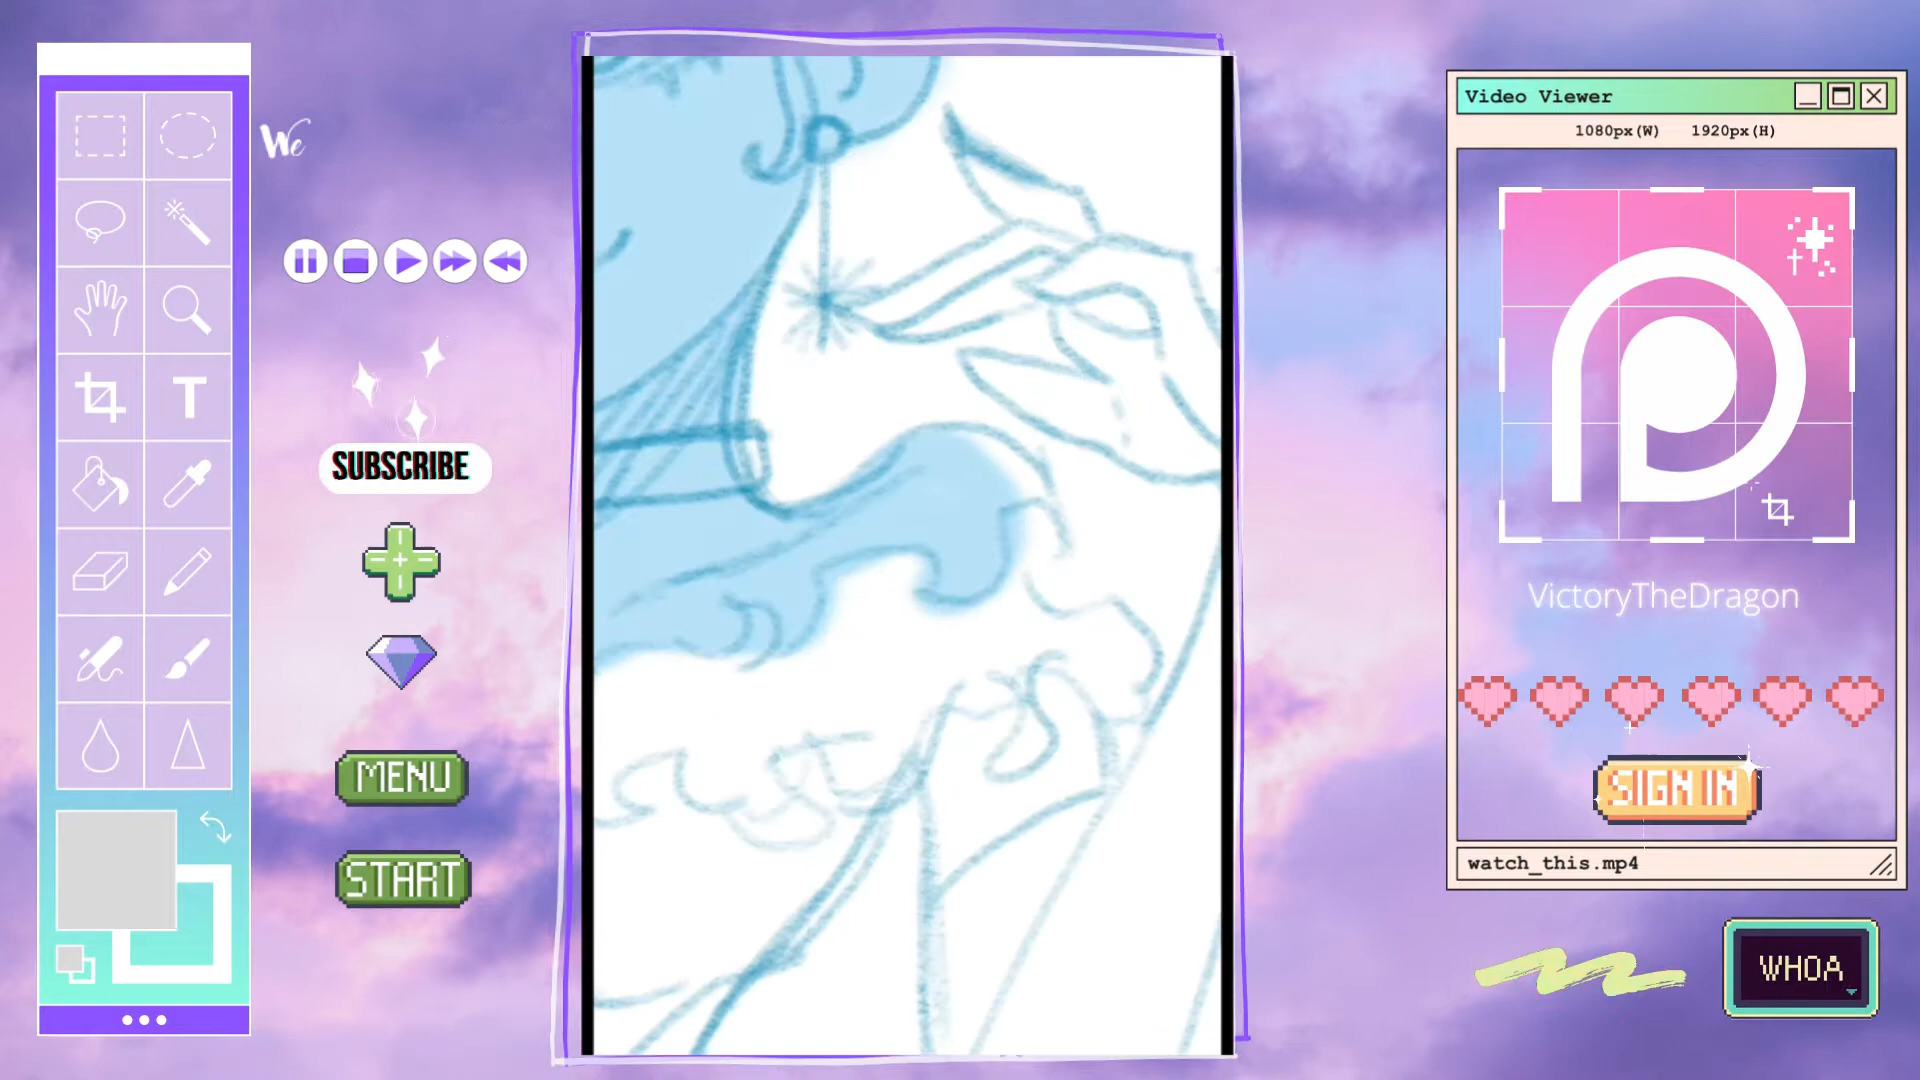 We
SUBSCRIBE
MENU
START
T
Video Viewer
1080px(W) 1920px(H)
VictoryTheDragon
SIGN IN
watch_this.mp4
WHOA